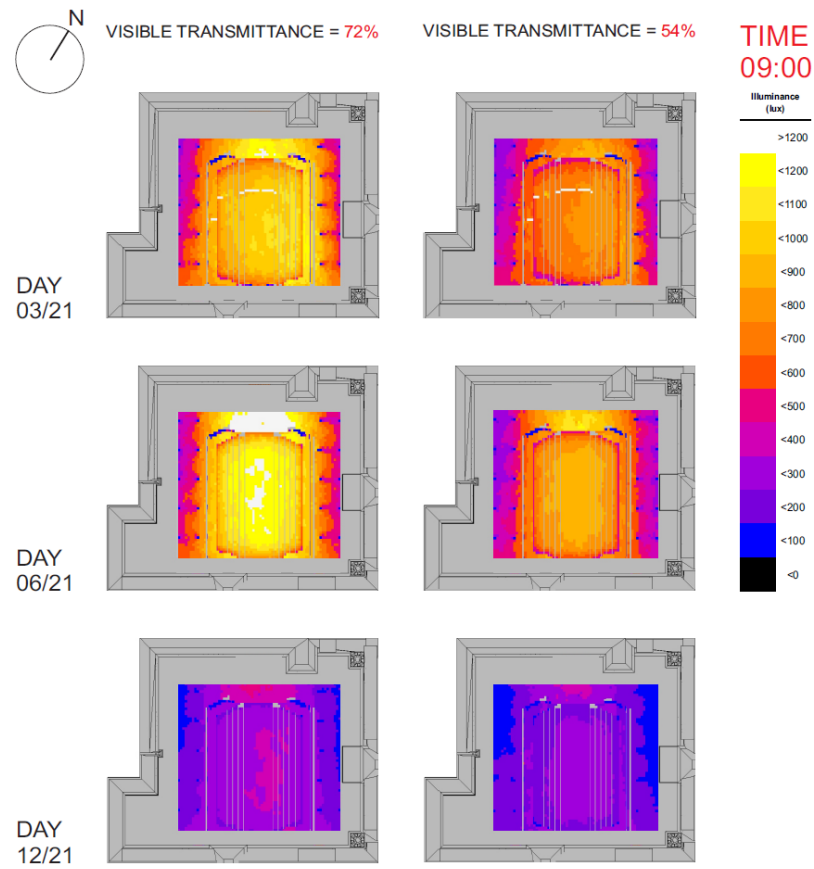 N
VISIBLE TRANSMITTANCE = 72%
VISIBLE TRANSMITTANCE = 54%
TIME
09:00
Illuminance
(lux)
>1200
<1200
<1100
<1000
<900
<800
<700
<600
<500
<400
<300
<200
<100
<0
DAY
03/21
DAY
06/21
DAY
12/21